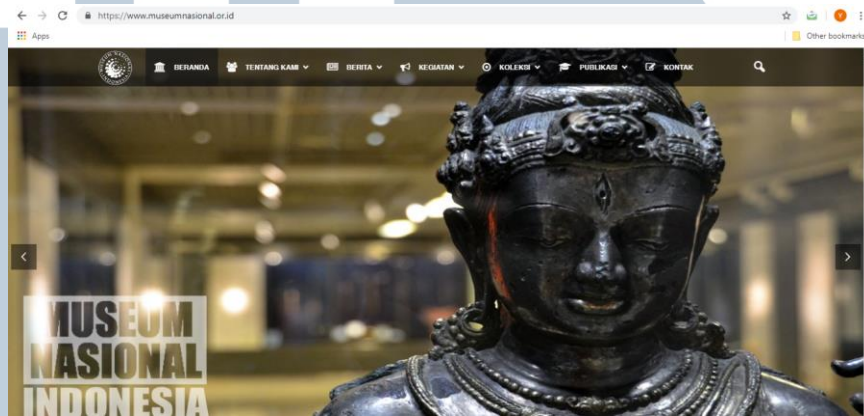 https://www.museumnasional.or.id
Apps
Other bookmarks
BERANDA TENTANG KAMI BERITA KEGIATAN KOLEKSI PUBLIKASI KONTAK
MUSEUM
NASIONAL
INDONESIA